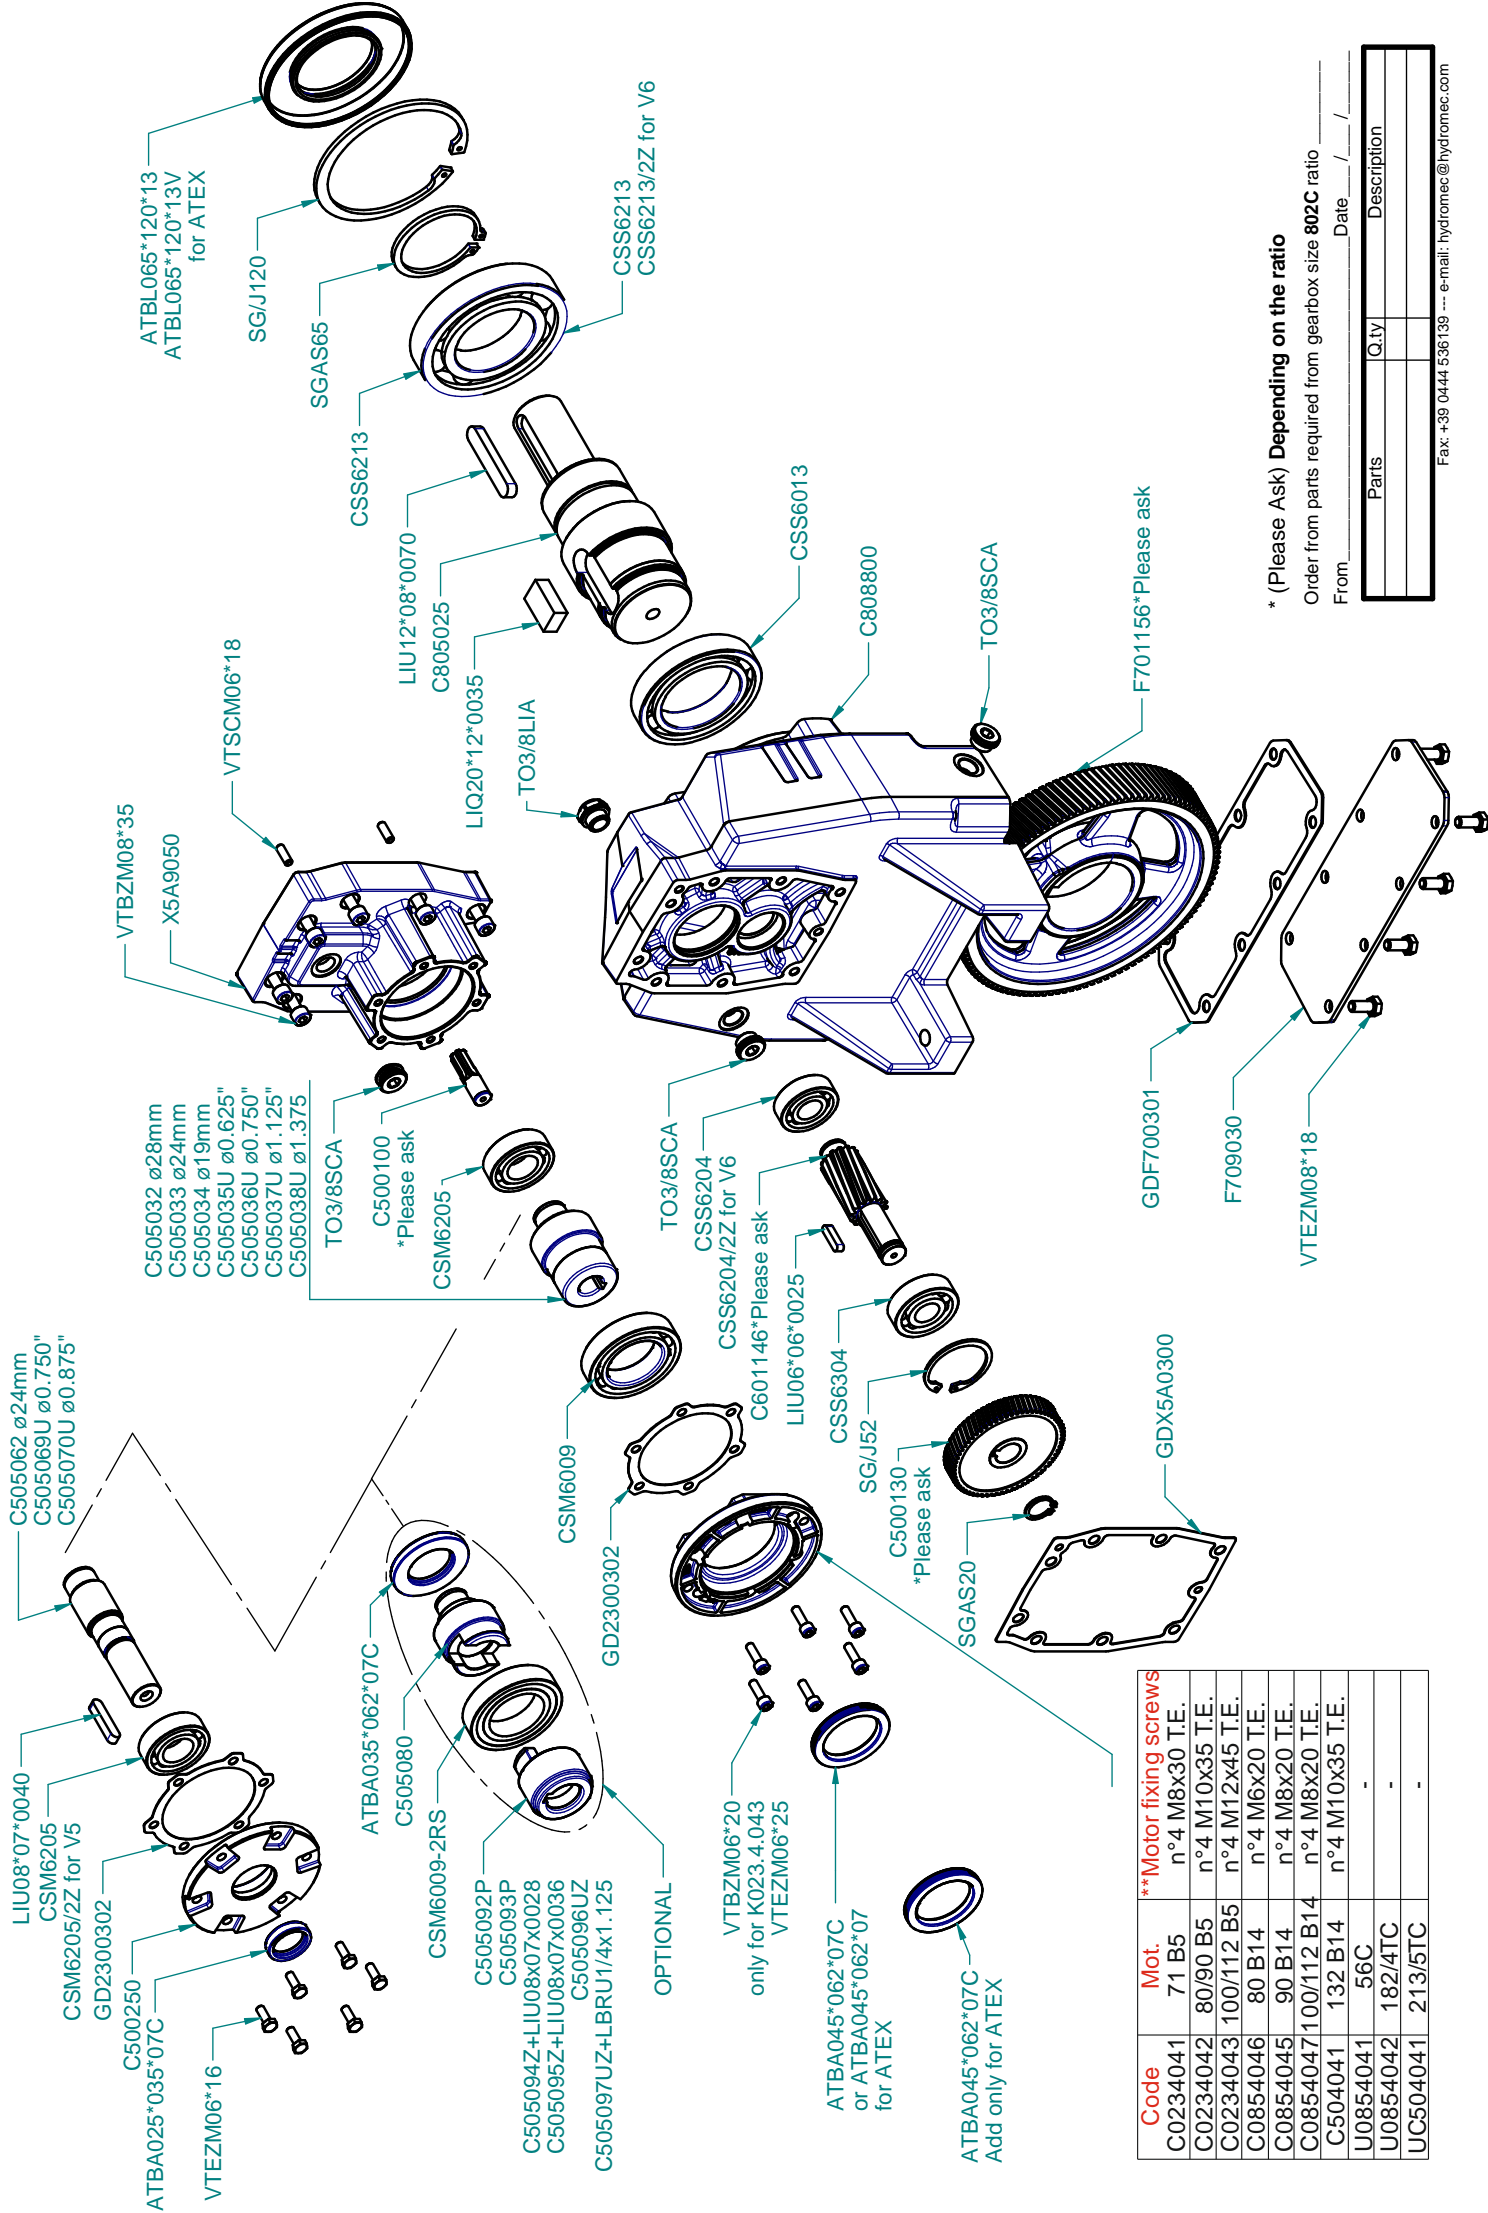 LIU08*07*0040
CSM6205
CSM6205/2Z for V5
GD2300302
C500250
ATBA025*035*07C
VTEZM06*16
C505062 ø24mm
C505069U ø0.750"
C505070U ø0.875"
ATBA035*062*07C
C505080
CSM6009-2RS
C505092P
C505093P
C505094Z+LIU08x07x0028
C505095Z+LIU08x07x0036
C505096UZ
C505097UZ+LBRU1/4x1.125
OPTIONAL
C505032 ø28mm
C505033 ø24mm
C505034 ø19mm
C505035U ø0.625"
C505036U ø0.750"
C505037U ø1.125"
C505038U ø1.375
TO3/8SCA
C500100
*Please ask
CSM6205
CSM6009
GD2300302
VTBZM06*20
only for K023.4.043
VTEZM06*25
ATBA045*062*07C
or ATBA045*062*07
for ATEX
ATBA045*062*07C
Add only for ATEX
VTBZM08*35
X5A9050
VTSCM06*18
ATBL065*120*13
ATBL065*120*13V
for ATEX
SG/J120
SGAS65
CSS6213
CSS6213
CSS6213/2Z for V6
LIU12*08*0070
C805025
LIQ20*12*0035
TO3/8LIA
CSS6013
C808800
TO3/8SCA
F701156*Please ask
TO3/8SCA
CSS6204
CSS6204/2Z for V6
C601146*Please ask
LIU06*06*0025
CSS6304
SG/J52
C500130
*Please ask
SGAS20
GDX5A0300
GDF700301
F709030
VTEZM08*18
* (Please Ask) Depending on the ratio
Order from parts required from gearbox size 802C ratio ________
From ________ Date ___ /___ /___
Parts Q.ty Description
Fax: +39 0444 536139 --- e-mail: hydromec@hydromec.com
Code Mot. **Motor fixing screws
C0234041 71 B5 n°4 M8x30 T.E.
C0234042 80/90 B5 n°4 M10x35 T.E.
C0234043 100/112 B5 n°4 M12x45 T.E.
C0854046 80 B14 n°4 M6x20 T.E.
C0854045 90 B14 n°4 M8x20 T.E.
C0854047 100/112 B14 n°4 M8x20 T.E.
C504041 132 B14 n°4 M10x35 T.E.
U0854041 56C -
U0854042 182/4TC -
UC504041 213/5TC -